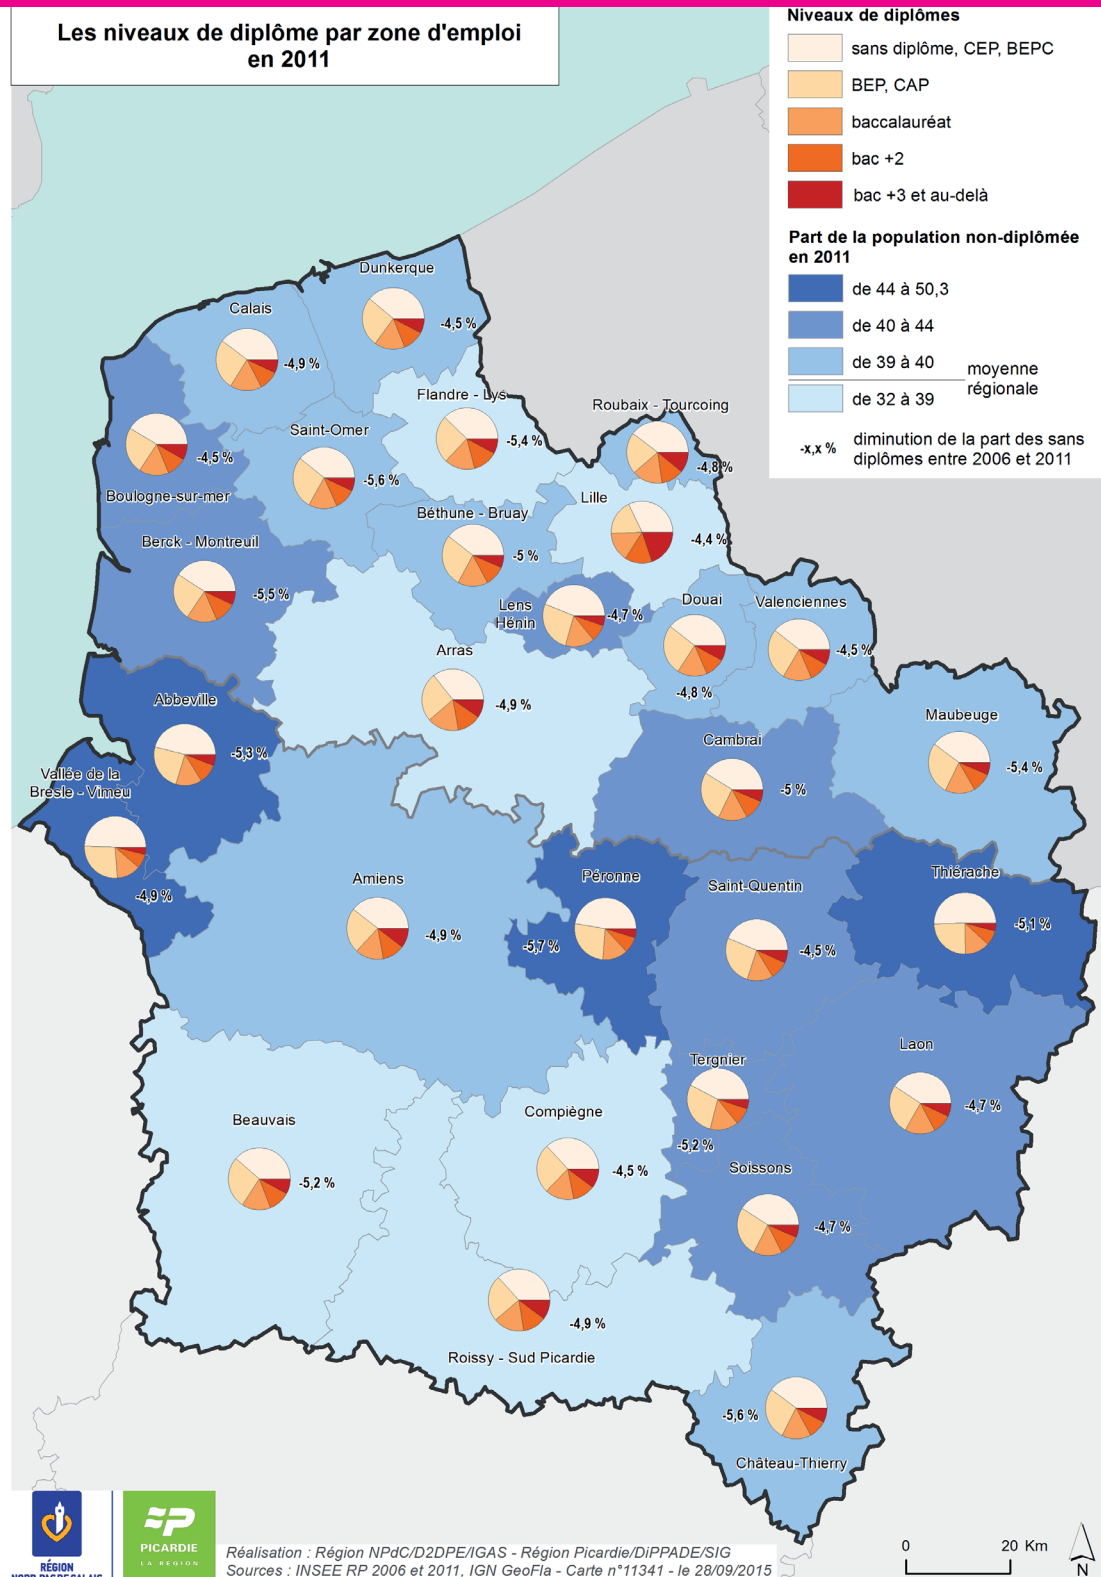 Les niveaux de diplôme par zone d'emploi
en 2011
Niveaux de diplômes
sans diplôme, CEP, BEPC
BEP, CAP
baccalauréat
bac +2
bac +3 et au-delà
Part de la population non-diplômée
en 2011
de 44 à 50,3
de 40 à 44
de 39 à 40
moyenne
régionale
de 32 à 39
-x,x %
diminution de la part des sans
diplômes entre 2006 et 2011
Dunkerque
-4,5 %
Calais
-4,9 %
Flandre - Lys
-5,4 %
Roubaix - Tourcoing
-4,8 %
Saint-Omer
-5,6 %
-4,5 %
Boulogne-sur-mer
Lille
-4,4 %
Béthune - Bruay
-5 %
Berck - Montreuil
-5,5 %
Lens
Hénin
-4,7 %
Douai
-4,8 %
Valenciennes
-4,5 %
Arras
-4,9 %
Abbeville
-5,3 %
Cambrai
-5 %
Maubeuge
-5,4 %
Vallée de la
Bresle - Vimeu
-4,9 %
Amiens
-4,9 %
Péronne
-5,7 %
Saint-Quentin
-4,5 %
Thiérache
-5,1 %
Laon
-4,7 %
Tergnier
-5,2 %
Beauvais
-5,2 %
Compiègne
-4,5 %
Soissons
-4,7 %
-4,9 %
Roissy - Sud Picardie
-5,6 %
Château-Thierry
RÉGION
NORD-PAS DE CALAIS
PICARDIE
LA RÉGION
Réalisation : Région NPdC/D2DPE/IGAS - Région Picardie/DiPPADE/SIG
Sources : INSEE RP 2006 et 2011, IGN GeoFla - Carte n°11341 - le 28/09/2015
0
20 Km
N